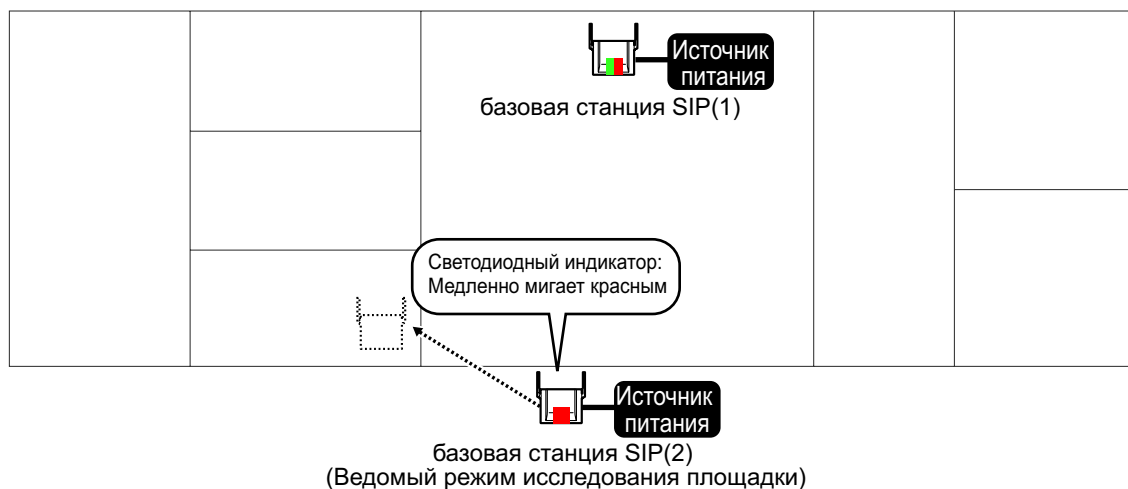 Источник
питания
базовая станция SIP(1)
Светодиодный индикатор:
Медленно мигает красным
Источник
питания
базовая станция SIP(2)
(Ведомый режим исследования площадки)